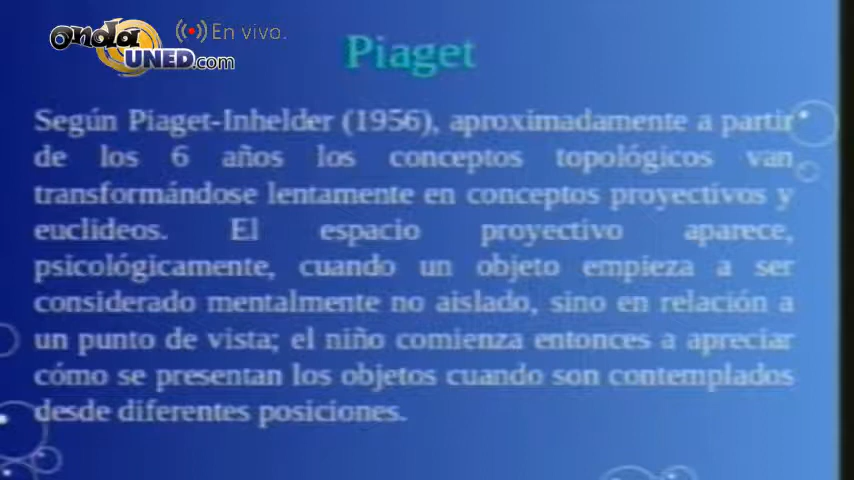 onda UNED.com
En vivo.
Piaget
Según Piaget-Inhelder (1956), aproximadamente a partir
de los 6 años los conceptos topológicos van
transformándose lentamente en conceptos proyectivos y
euclideos. El espacio proyectivo aparece,
psicológicamente, cuando un objeto empieza a ser
considerado mentalmente no aislado, sino en relación a
un punto de vista; el niño comienza entonces a apreciar
cómo se presentan los objetos cuando son contemplados
desde diferentes posiciones.